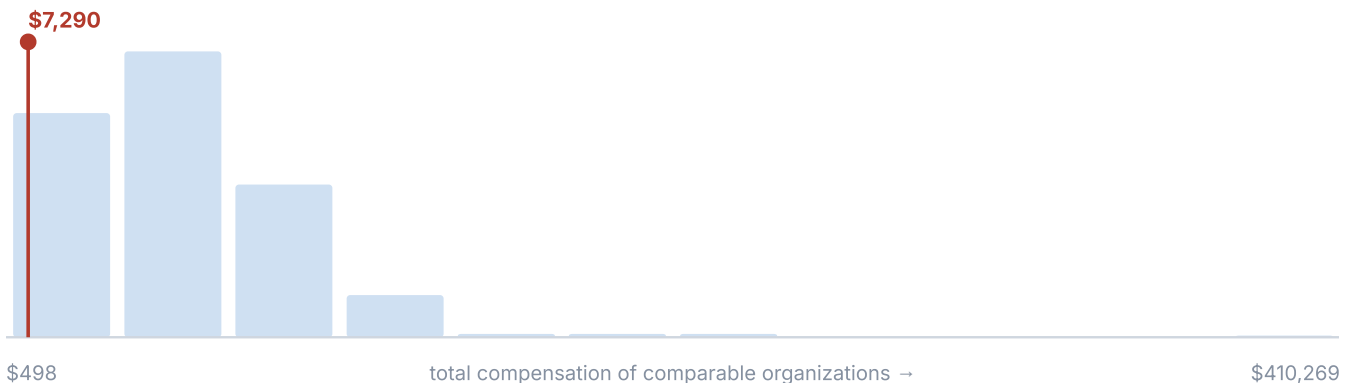 $7,290
$498 total compensation of comparable organizations → $410,269